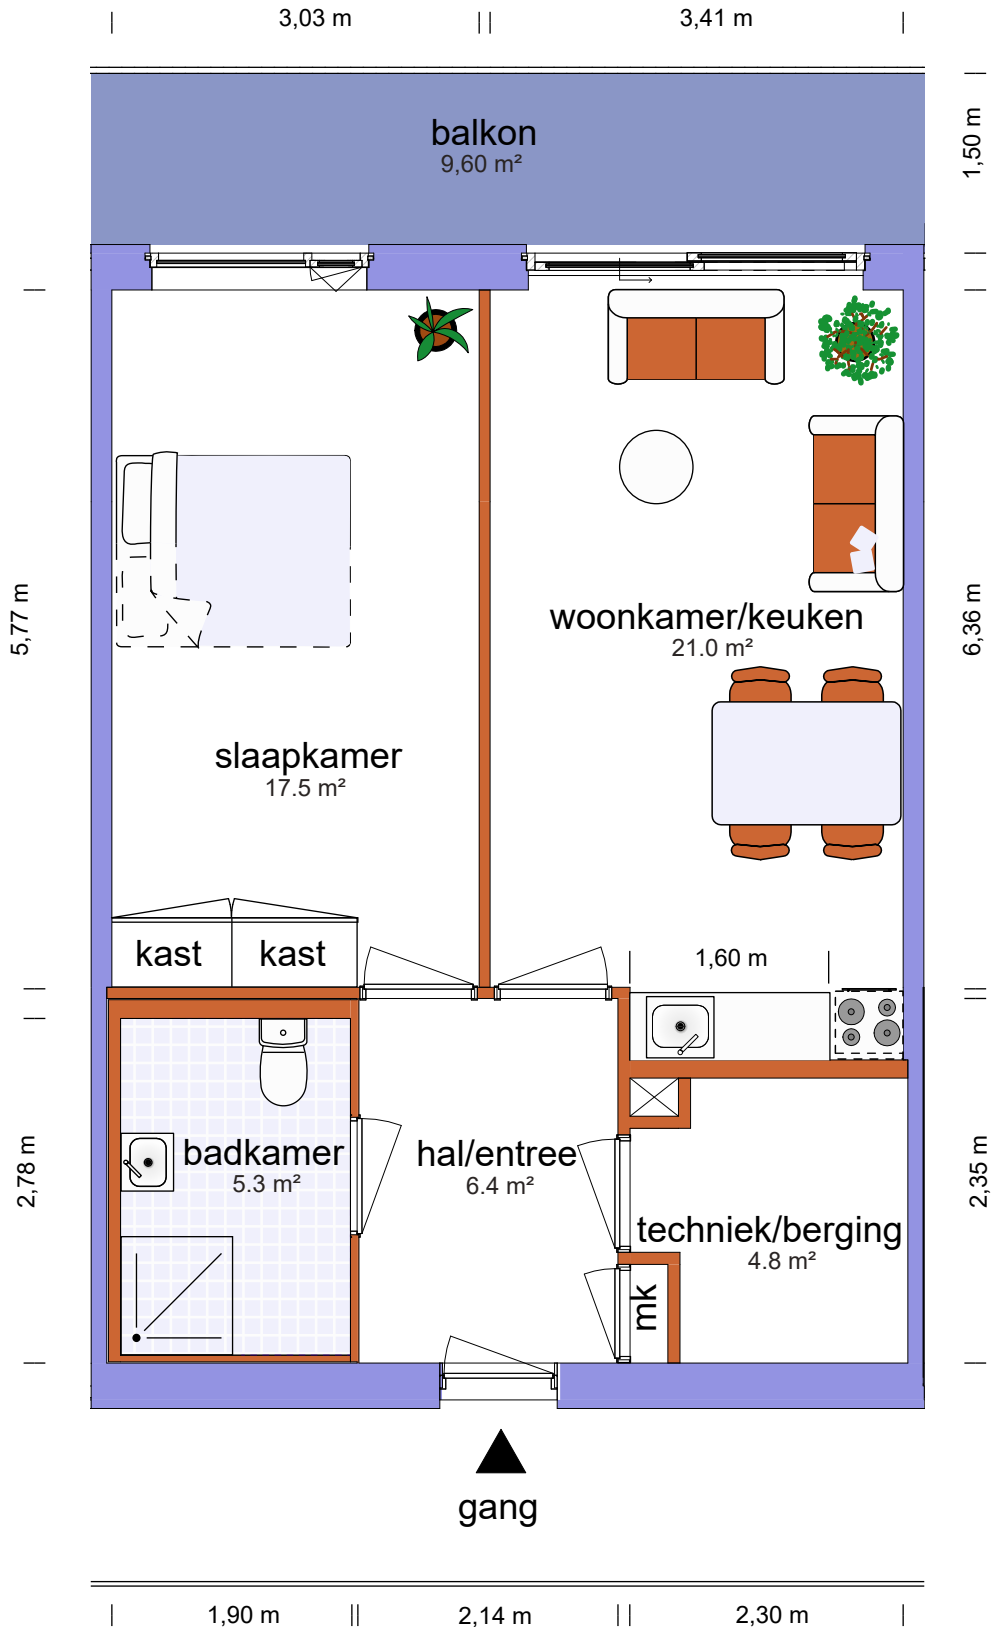 3,03 m
3,41 m
balkon
9,60 m²
1,50 m
5,77 m
6,36 m
woonkamer/keuken
21.0 m²
slaapkamer
17.5 m²
kast
kast
1,60 m
badkamer
5.3 m²
hal/entree
6.4 m²
2,78 m
2,35 m
techniek/berging
4.8 m²
mk
gang
1,90 m
2,14 m
2,30 m